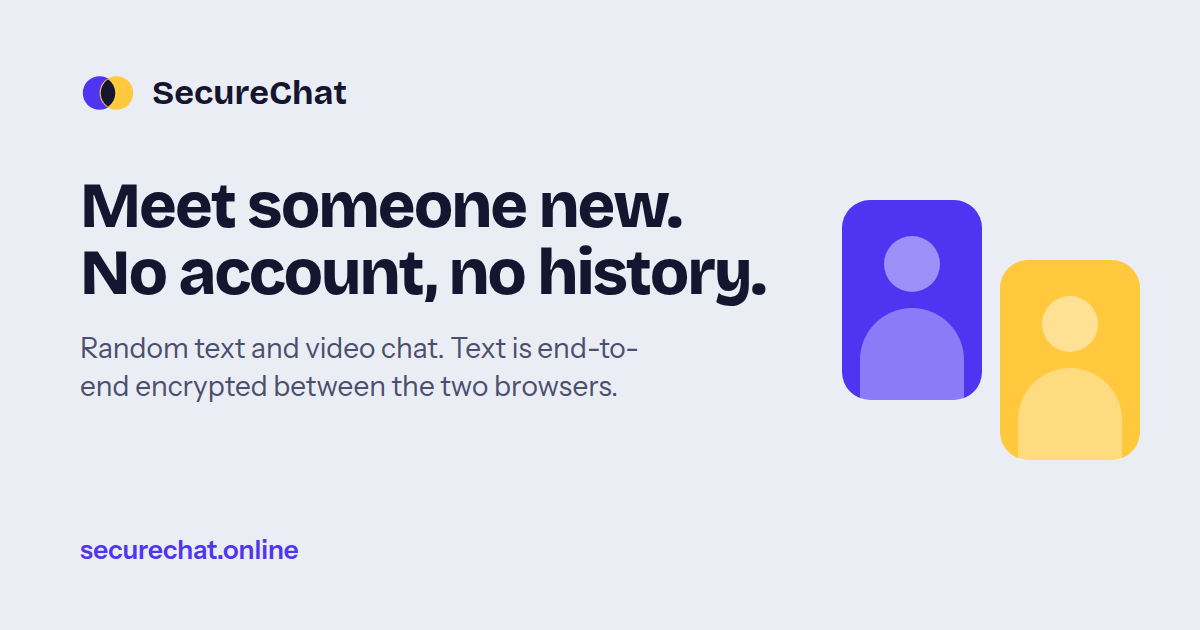 SecureChat
Meet someone new.
No account, no history.
Random text and video chat. Text is end-to-
end encrypted between the two browsers.
securechat.online